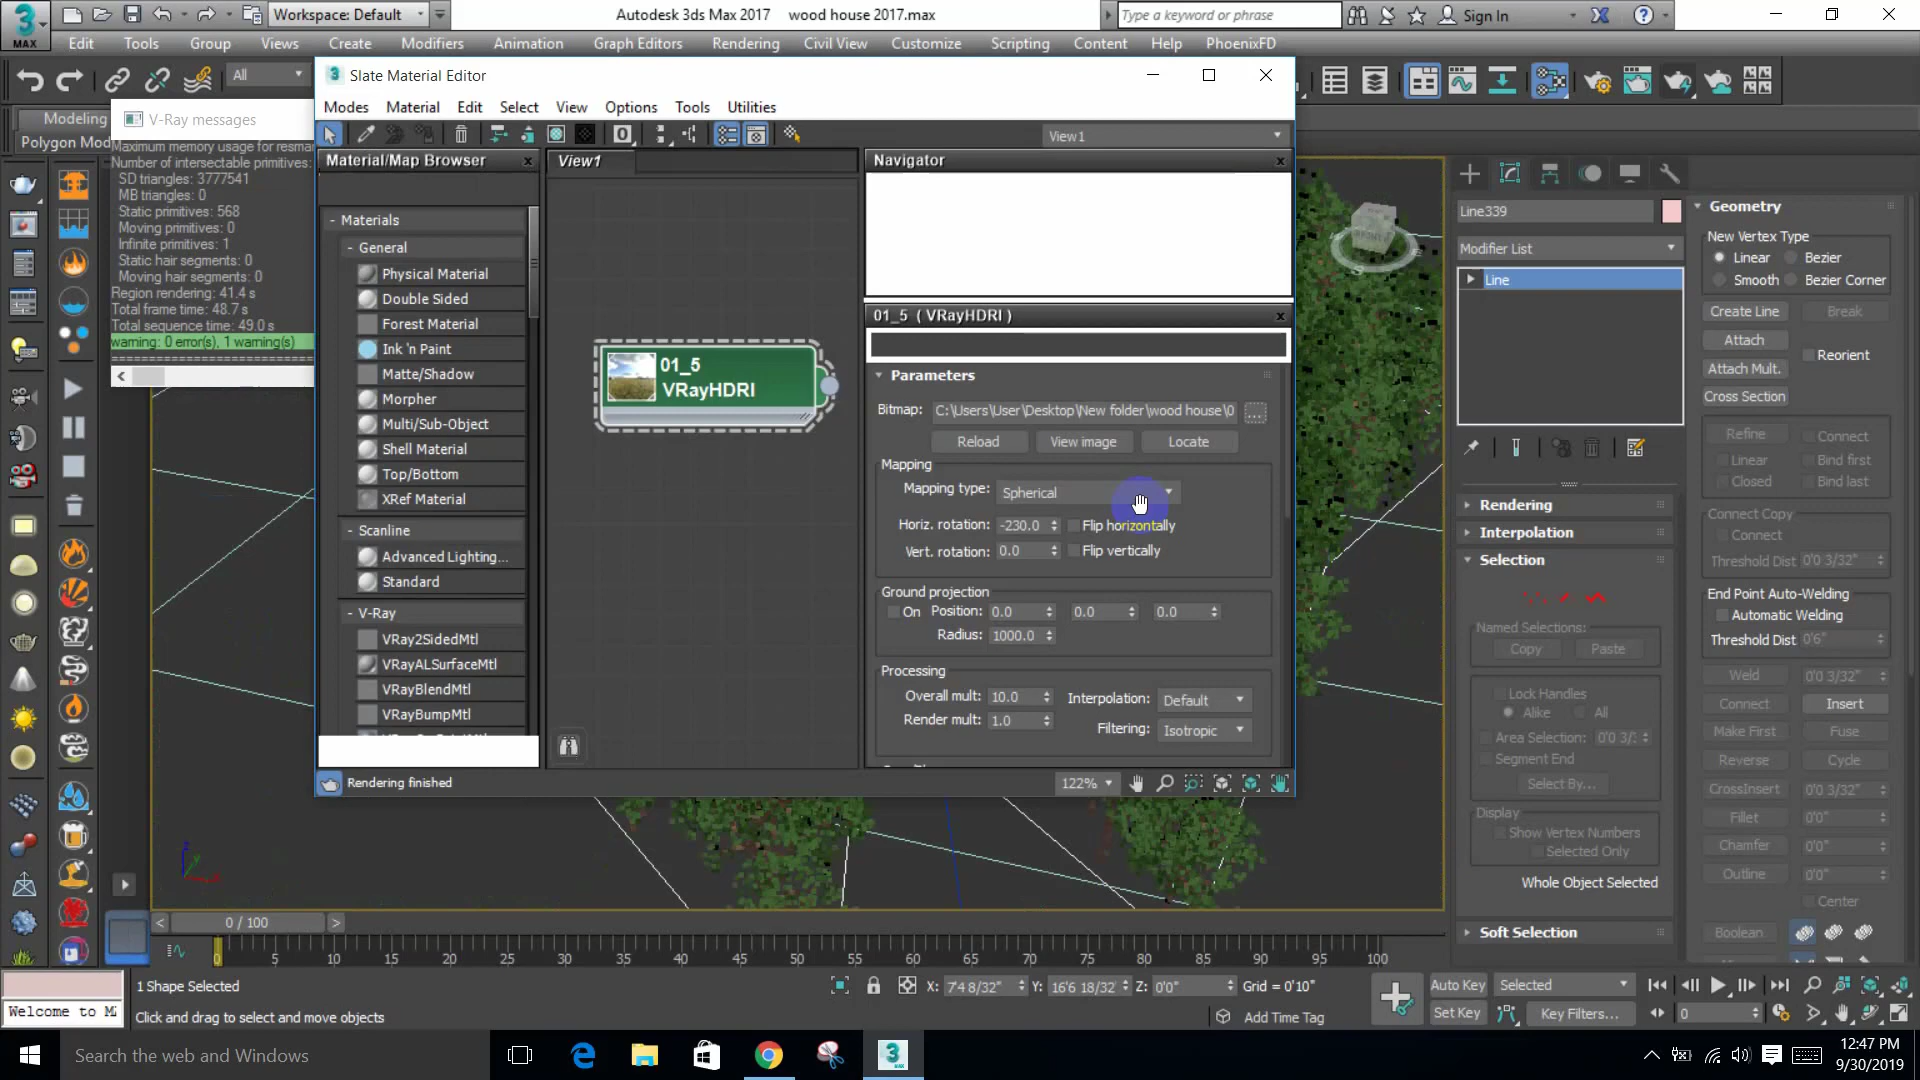 Workspace: Default
Autodesk 3ds Max 2017 wood house 2017.max
Type a keyword or phrase
Sign In
MAX
Edit Tools Group Views Create Modifiers Animation Graph Editors Rendering Civil View Customize Scripting Content Help PhoenixFD
All
Modeling
Polygon Mod
V-Ray messages
Maximum memory usage for resma
Number of intersectable primitives:
SD triangles: 3777541
MB triangles: 0
Static primitives: 568
Moving primitives: 0
Infinite primitives: 1
Static hair segments: 0
Moving hair segments: 0
Region rendering: 41.4 s
Total frame time: 48.7 s
Total sequence time: 49.0 s
warning: 0 error(s), 1 warning(s)
Slate Material Editor
Modes Material Edit Select View Options Tools Utilities
View1
Material/Map Browser
- Materials
- General
Physical Material
Double Sided
Forest Material
Ink 'n Paint
Matte/Shadow
Morpher
Multi/Sub-Object
Shell Material
Top/Bottom
XRef Material
- Scanline
Advanced Lighting...
Standard
- V-Ray
VRay2SidedMtl
VRayALSurfaceMtl
VRayBlendMtl
VRayBumpMtl
View1
01_5
VRayHDRI
Navigator
01_5 ( VRayHDRI )
Parameters
Bitmap: C:\Users\User\Desktop\New folder\wood house\0 ...
Reload View image Locate
Mapping
Mapping type: Spherical
Horiz. rotation: -230.0 Flip horizontally
Vert. rotation: 0.0 Flip vertically
Ground projection
On Position: 0.0 0.0 0.0
Radius: 1000.0
Processing
Overall mult: 10.0 Interpolation: Default
Render mult: 1.0 Filtering: Isotropic
Rendering finished
122%
Line339
Modifier List
Line
Rendering
Interpolation
Selection
Named Selections:
Copy Paste
Lock Handles
Alike All
Area Selection: 0'0 3/:
Segment End
Select By...
Display
Show Vertex Numbers
Selected Only
Whole Object Selected
Soft Selection
Geometry
New Vertex Type
Linear Bezier
Smooth Bezier Corner
Create Line Break
Attach Reorient
Attach Mult.
Cross Section
Refine Connect
Linear Bind first
Closed Bind last
Connect Copy
Connect
Threshold Dist 0'0 3/32"
End Point Auto-Welding
Automatic Welding
Threshold Dist 0'6"
Weld 0'0 3/32"
Connect Insert
Make First Fuse
Reverse Cycle
CrossInsert 0'0 3/32"
Fillet 0'0"
Chamfer 0'0"
Outline 0'0"
Center
Boolean
< 0 / 100 >
0 5 10 15 20 25 30 35 40 45 50 55 60 65 70 75 80 85 90 95 100
1 Shape Selected
X: 7'4 8/32" Y: 16'6 18/32' Z: 0'0" Grid = 0'10"
Auto Key Selected
Welcome to M
Click and drag to select and move objects
Add Time Tag
Set Key Key Filters... 0
Search the web and Windows
12:47 PM
9/30/2019